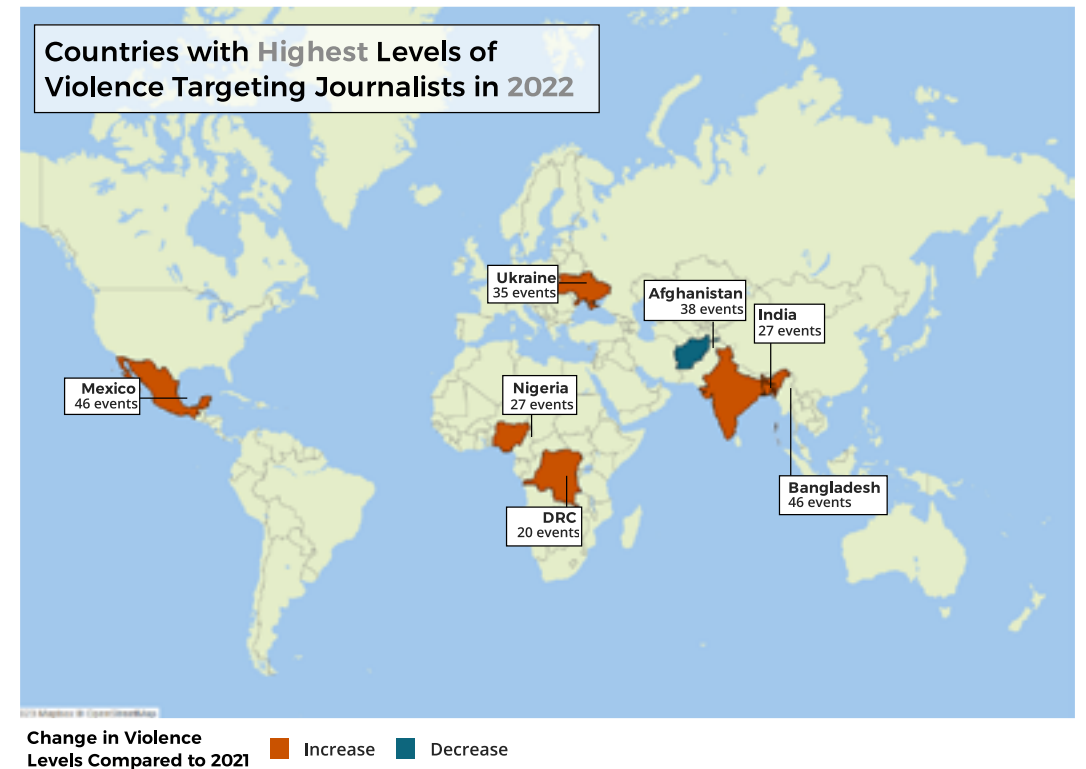 Countries with Highest Levels of
Violence Targeting Journalists in 2022
Ukraine
35 events
Afghanistan
38 events
India
27 events
Mexico
46 events
Nigeria
27 events
Bangladesh
46 events
DRC
20 events
Mapbox © OpenStreetMap
Change in Violence
Levels Compared to 2021
Increase
Decrease